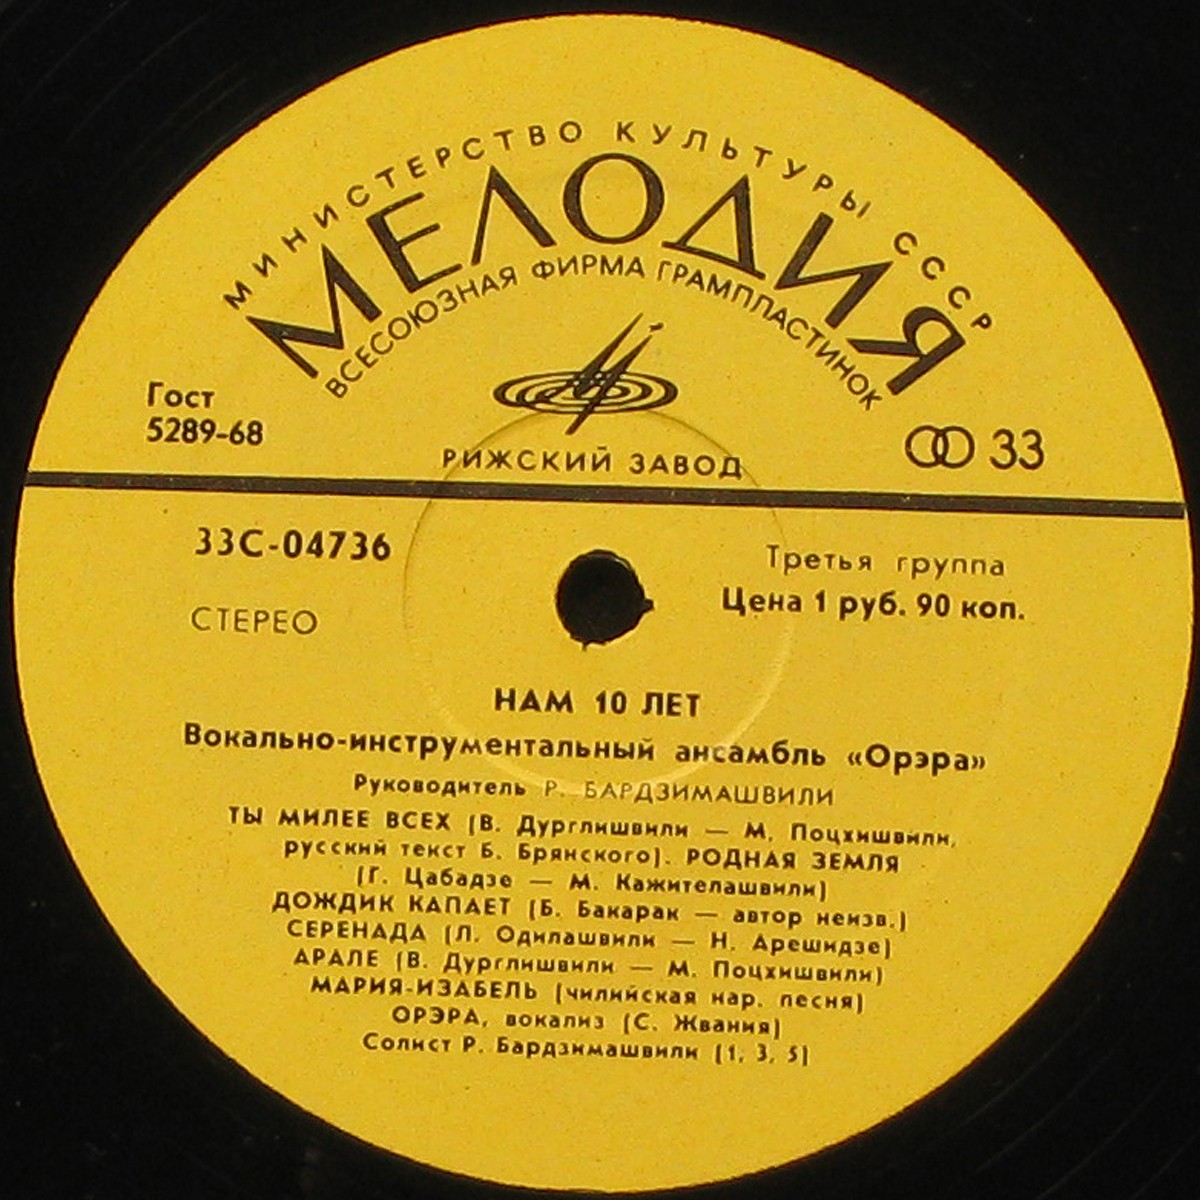 МИНИСТЕРСТВО КУЛЬТУРЫ СССР
МЕЛОДИЯ
ВСЕСОЮЗНАЯ ФИРМА ГРАМПЛАСТИНОК
Гост
5289-68
33
РИЖСКИЙ ЗАВОД
33С-04736
Третья группа
Цена 1 руб. 90 коп.
СТЕРЕО
НАМ 10 ЛЕТ
Вокально-инструментальный ансамбль «Орэра»
Руководитель Р. БАРДЗИМАШВИЛИ
ТЫ МИЛЕЕ ВСЕХ (В. Дурглишвили — М. Поцхишвили,
русский текст Б. Брянского). РОДНАЯ ЗЕМЛЯ
(Г. Цабадзе — М. Кажителашвили)
ДОЖДИК КАПАЕТ (Б. Бакарак — автор неизв.)
СЕРЕНАДА (Л. Одилашвили — Н. Арешидзе)
АРАЛЕ (В. Дурглишвили — М. Поцхишвили)
МАРИЯ-ИЗАБЕЛЬ (чилийская нар. песня)
ОРЭРА, вокализ (С. Жвания)
Солист Р. Бардзимашвили (1, 3, 5)